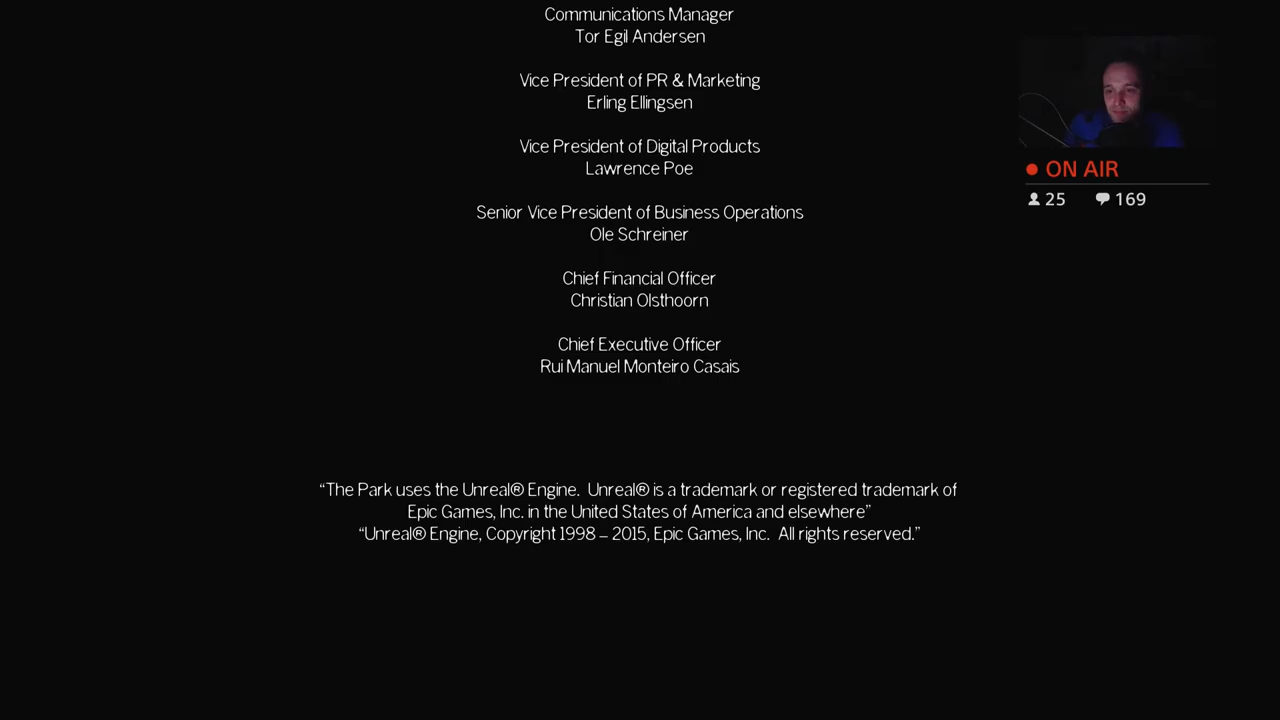 Communications Manager
Tor Egil Andersen
Vice President of PR & Marketing
Erling Ellingsen
Vice President of Digital Products
Lawrence Poe
Senior Vice President of Business Operations
Ole Schreiner
Chief Financial Officer
Christian Olsthoorn
Chief Executive Officer
Rui Manuel Monteiro Casais
“The Park uses the Unreal® Engine.  Unreal® is a trademark or registered trademark of
Epic Games, Inc. in the United States of America and elsewhere”
“Unreal® Engine, Copyright 1998 – 2015, Epic Games, Inc.  All rights reserved.”
ON AIR
25 169